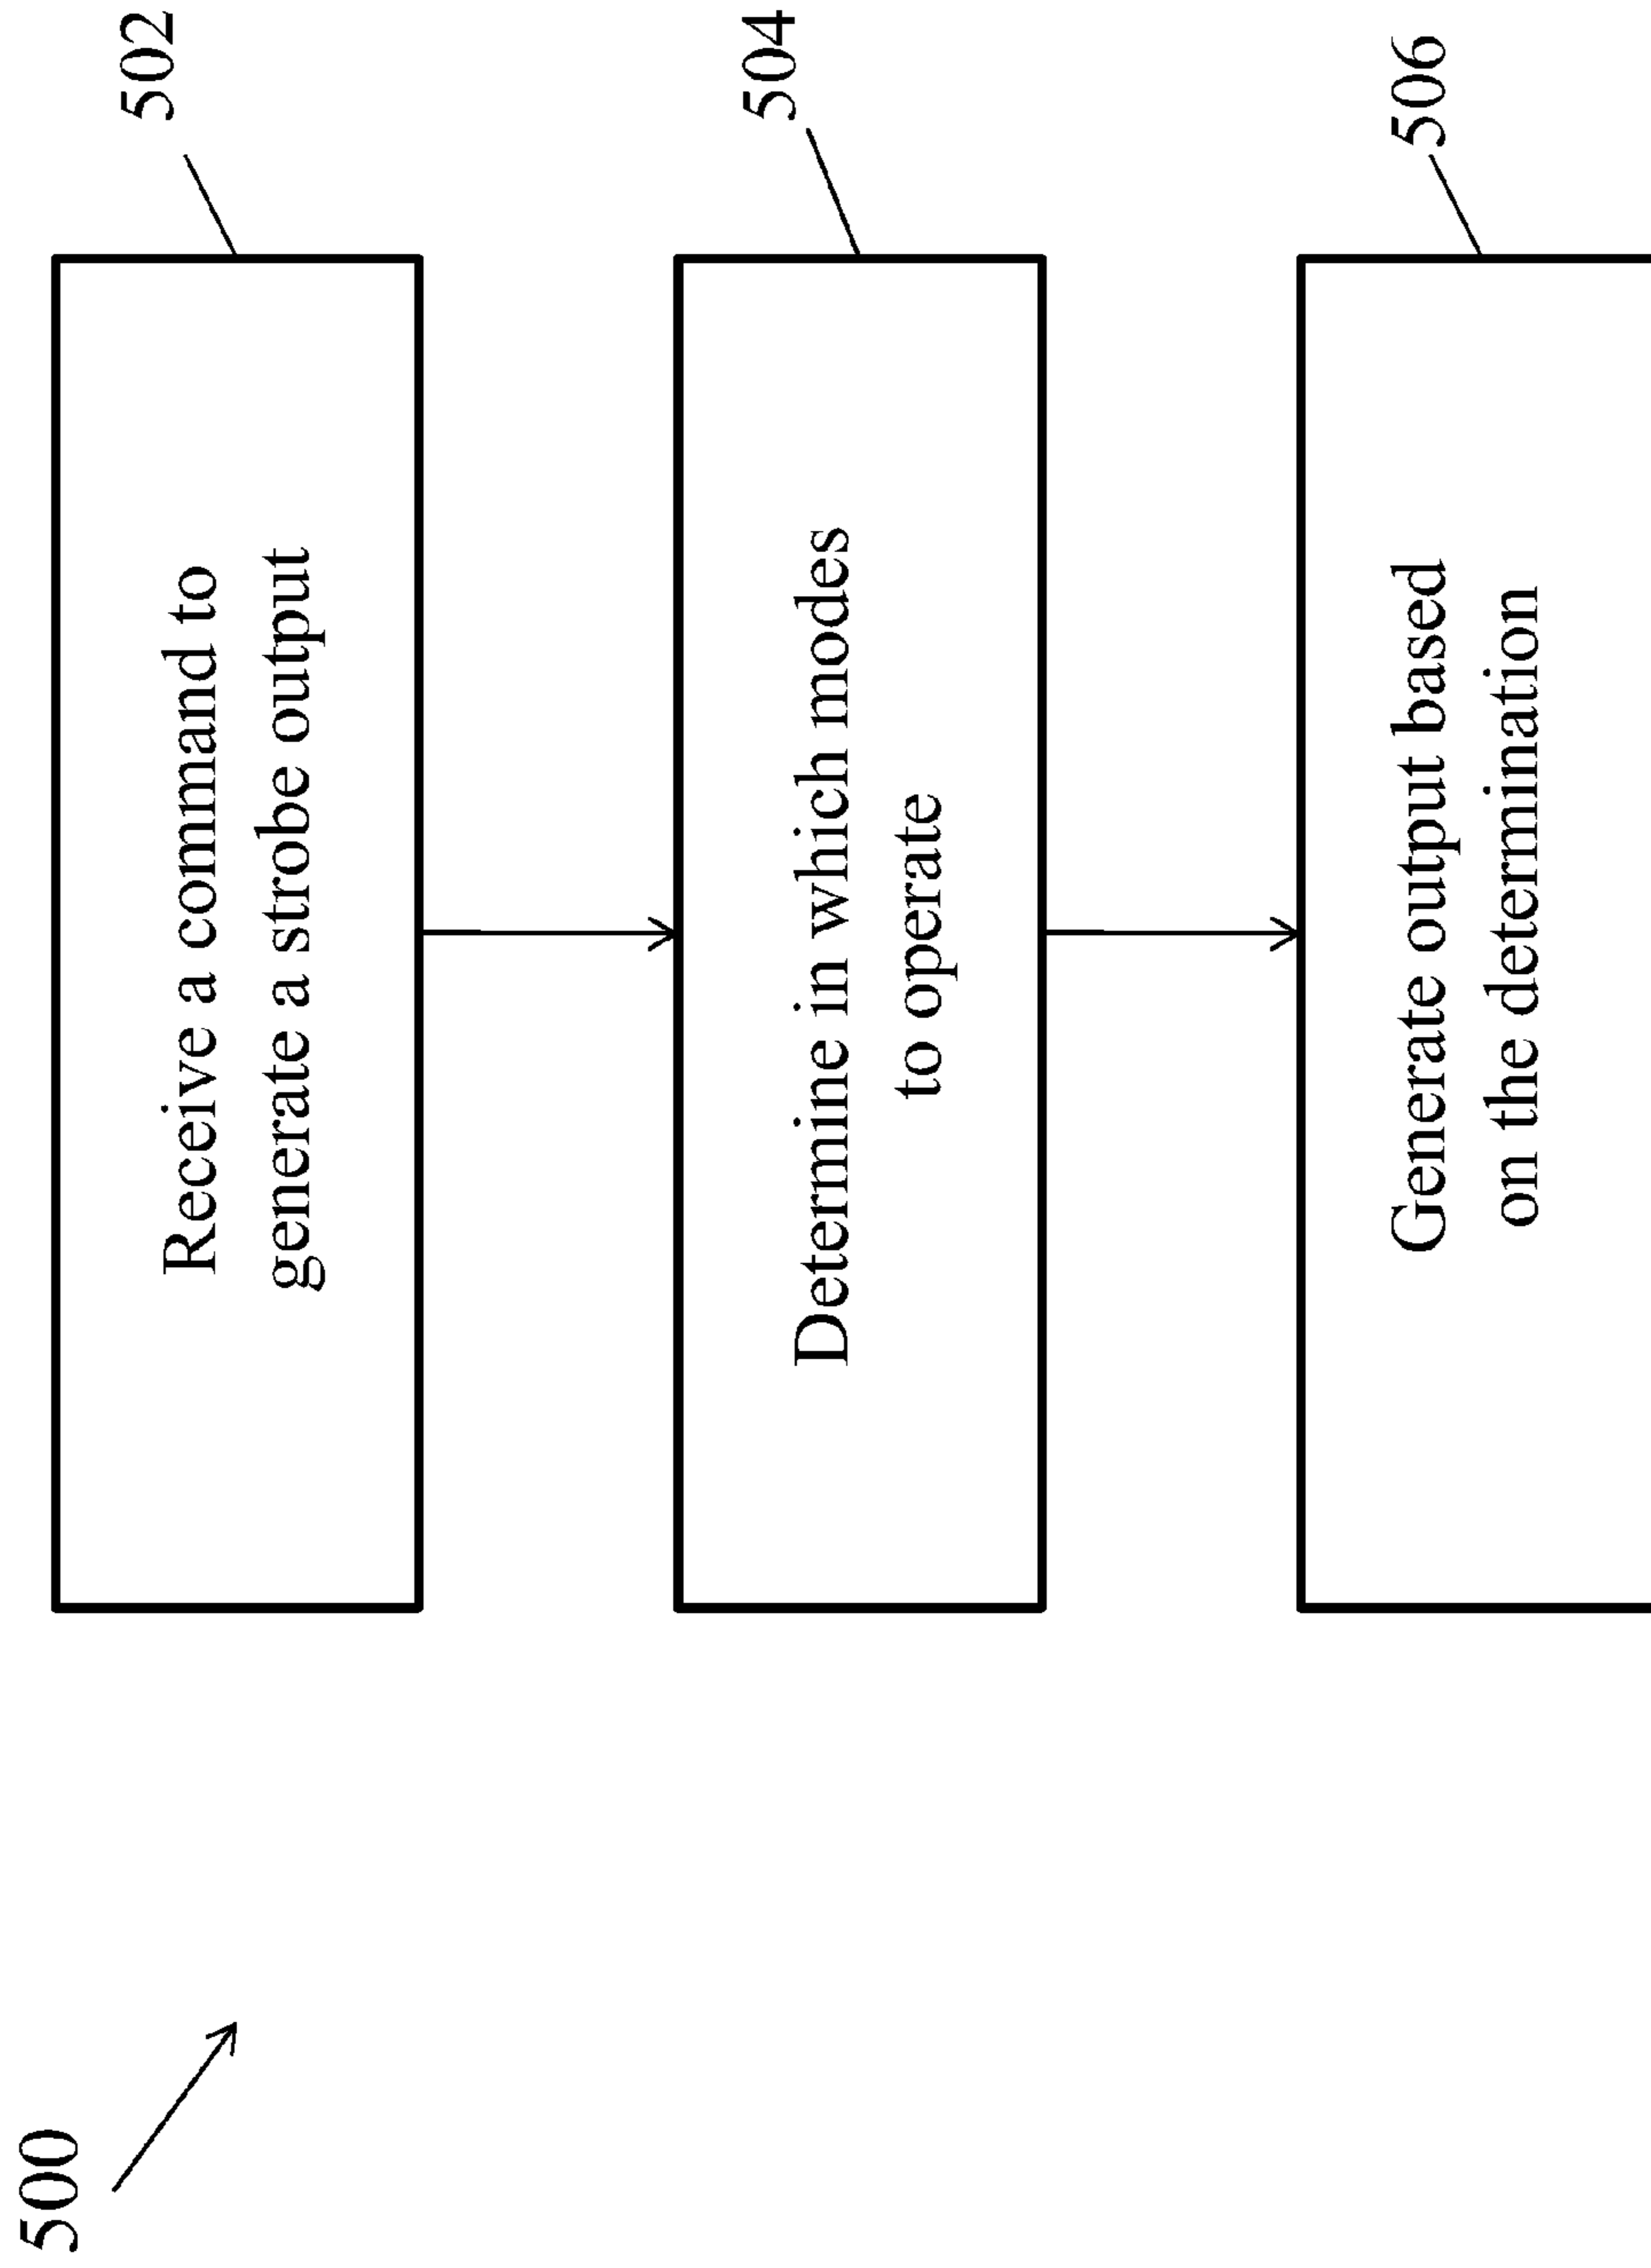 500
502
Receive a command to
generate a strobe output
504
Determine in which modes
to operate
506
Generate output based
on the determination